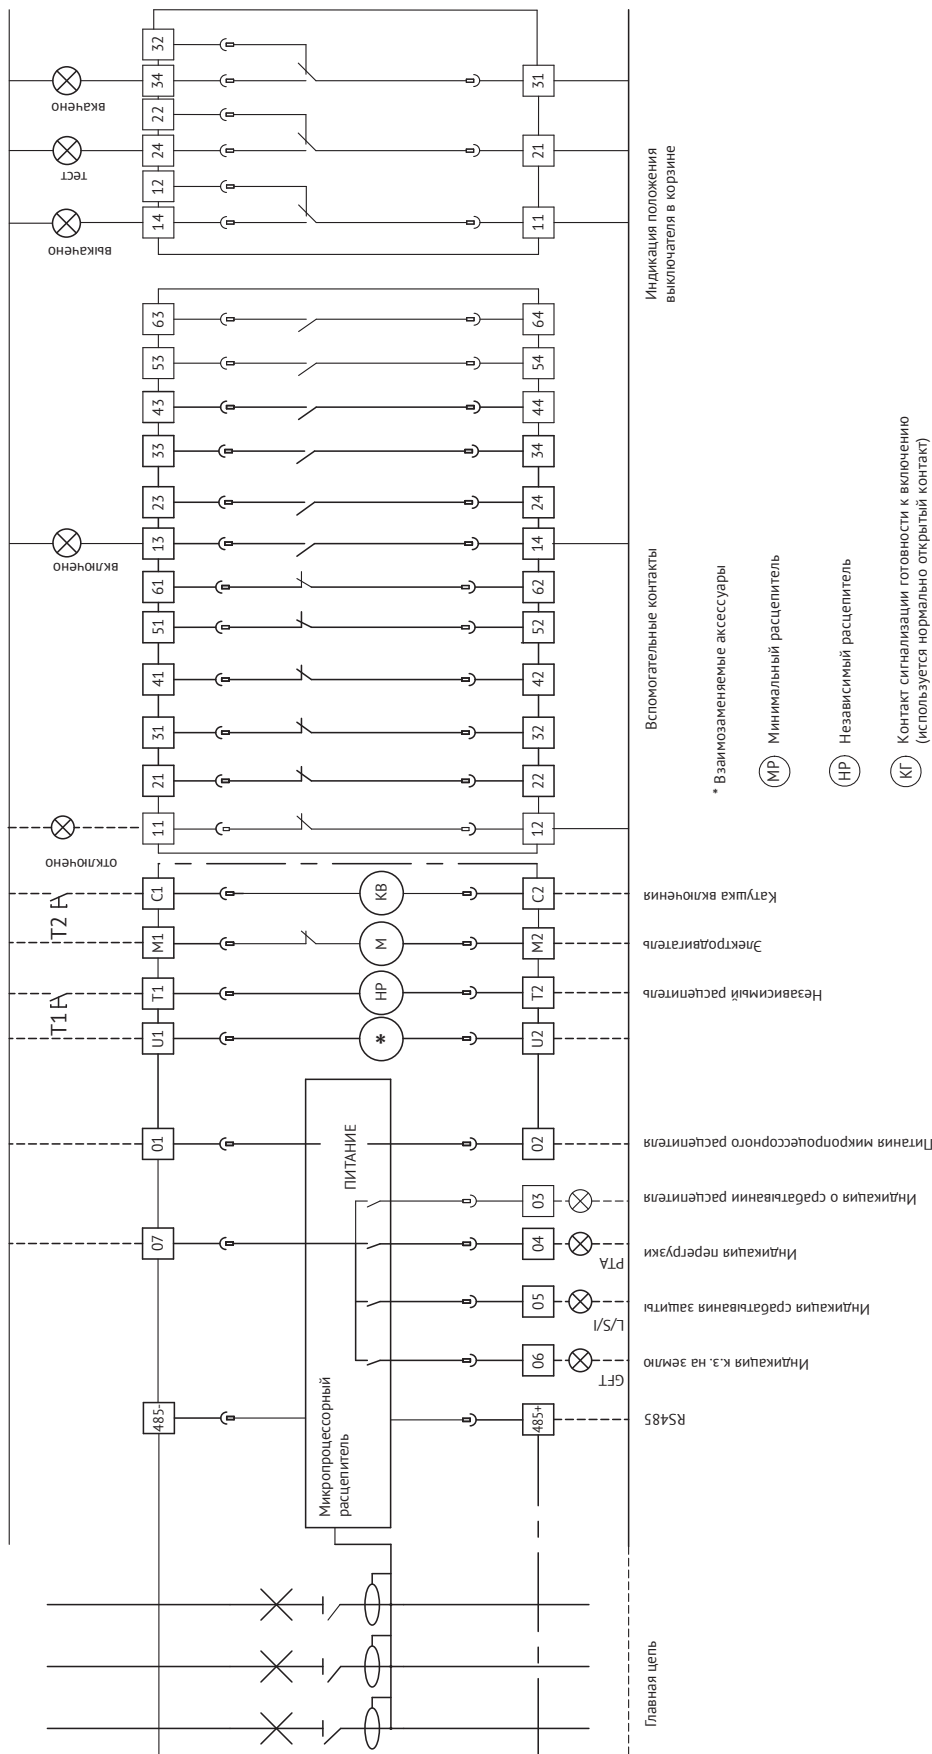 32
34
22
24
12
14
31
21
11
вкачено
тест
выкачено
Индикация положения
выключателя в корзине
63
53
43
33
23
13
61
51
41
31
21
11
64
54
44
34
24
14
62
52
42
32
22
12
включено
отключено
Вспомогательные контакты
* Взаимозаменяемые аксессуары
МР
Минимальный расцепитель
НР
Независимый расцепитель
КГ
Контакт сигнализации готовности к включению
(используется нормально открытый контакт)
T2
C1
КВ
C2
Катушка включения
M1
М
M2
Электродвигатель
T1
T1
НР
T2
Независимый расцепитель
U1
*
U2
01
ПИТАНИЕ
02
Питания микропроцессорного расцепителя
03
Индикация о срабатывании расцепителя
07
04
PTA
Индикация перегрузки
05
L/S/I
Индикация срабатывания защиты
06
GFT
Индикация к.з. на землю
485-
Микропроцессорный
расцепитель
485+
RS485
Главная цепь